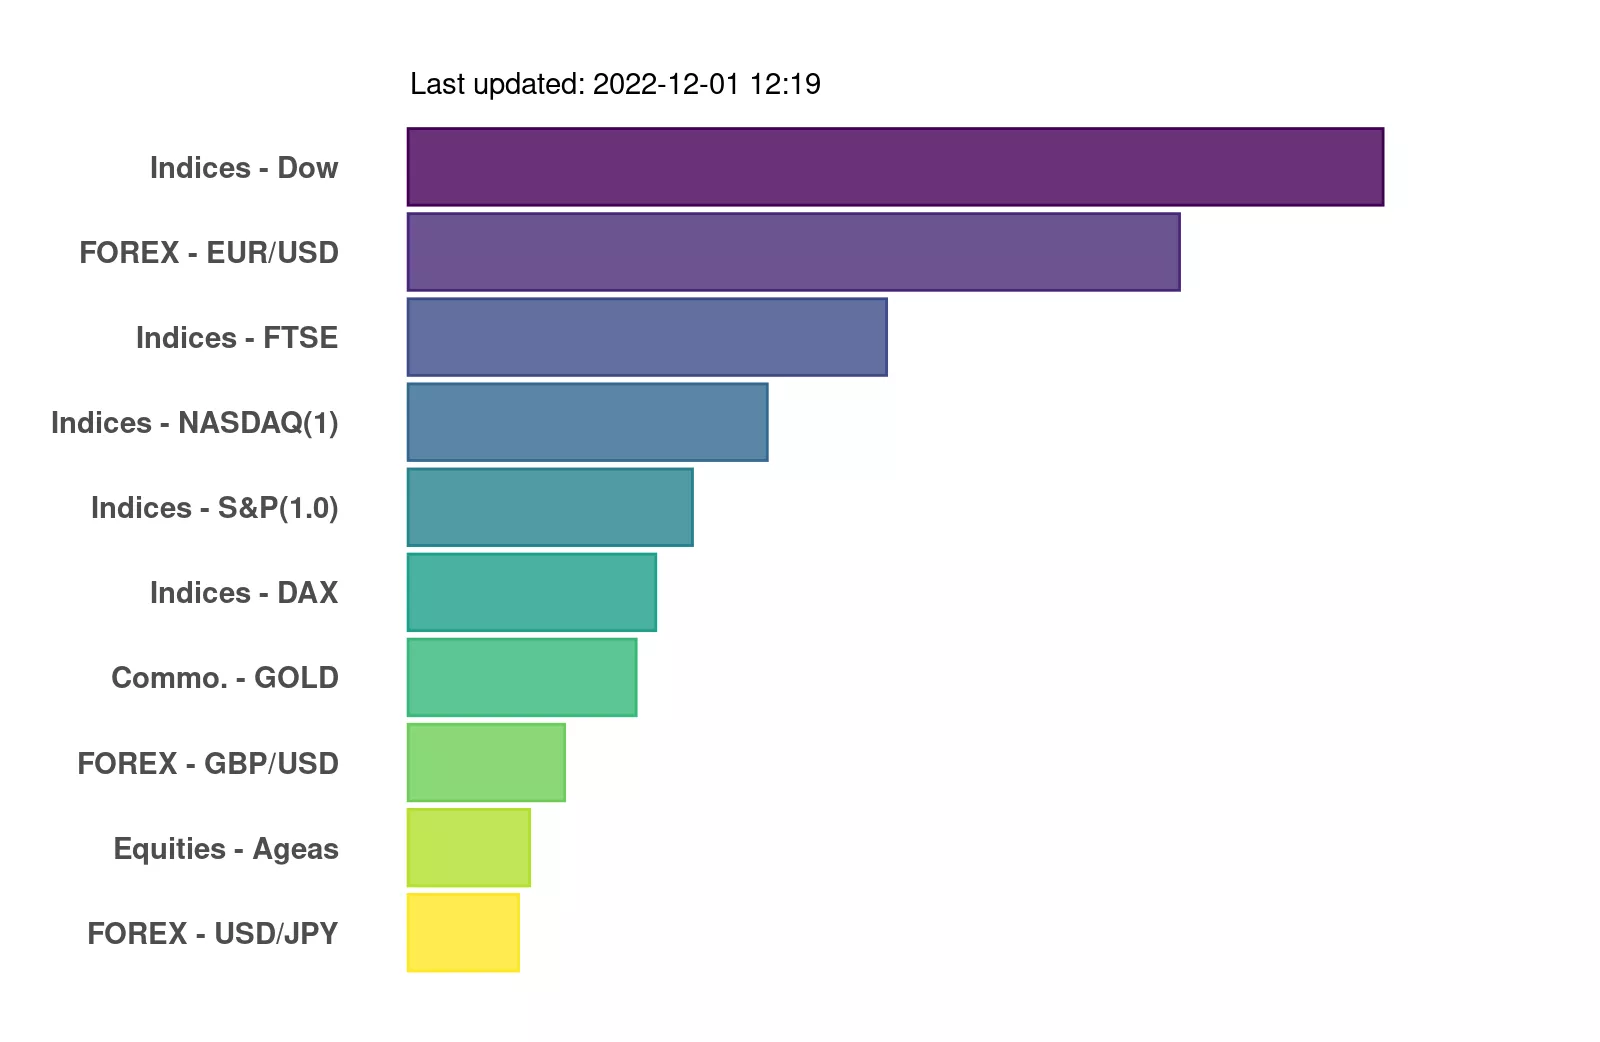 Last updated: 2022-12-01 12:19
Indices - Dow
FOREX - EUR/USD
Indices - FTSE
Indices - NASDAQ(1)
Indices - S&P(1.0)
Indices - DAX
Commo. - GOLD
FOREX - GBP/USD
Equities - Ageas
FOREX - USD/JPY